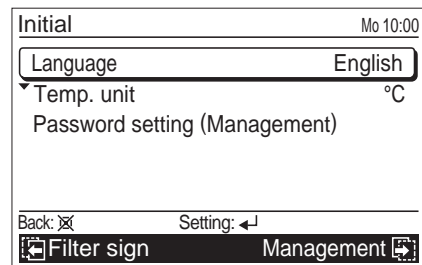 Initial Mo 10:00
Language English
Temp. unit °C
Password setting (Management)
Back: Setting:
Filter sign Management